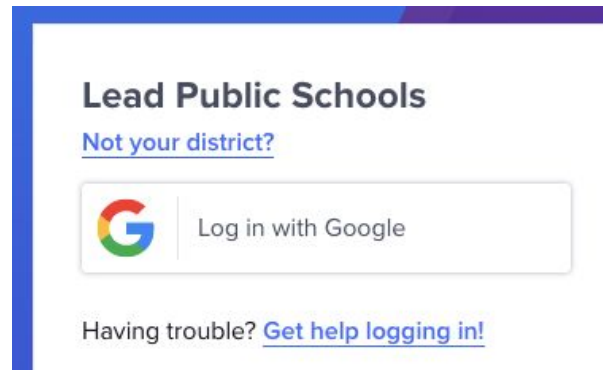 Lead Public Schools
Not your district?
Log in with Google
Having trouble? Get help logging in!